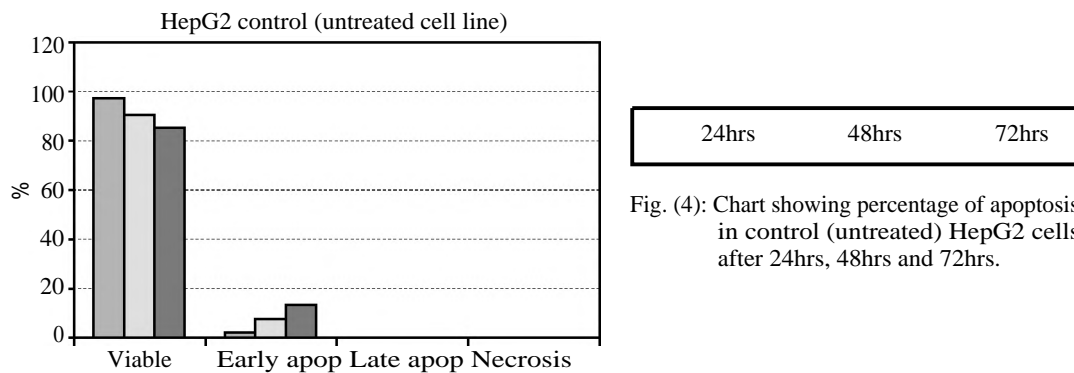 HepG2 control (untreated cell line)
120
100
80
60
40
20
0
%
Viable Early apop Late apop Necrosis
24hrs 48hrs 72hrs
Fig. (4): Chart showing percentage of apoptosis
in control (untreated) HepG2 cells
after 24hrs, 48hrs and 72hrs.